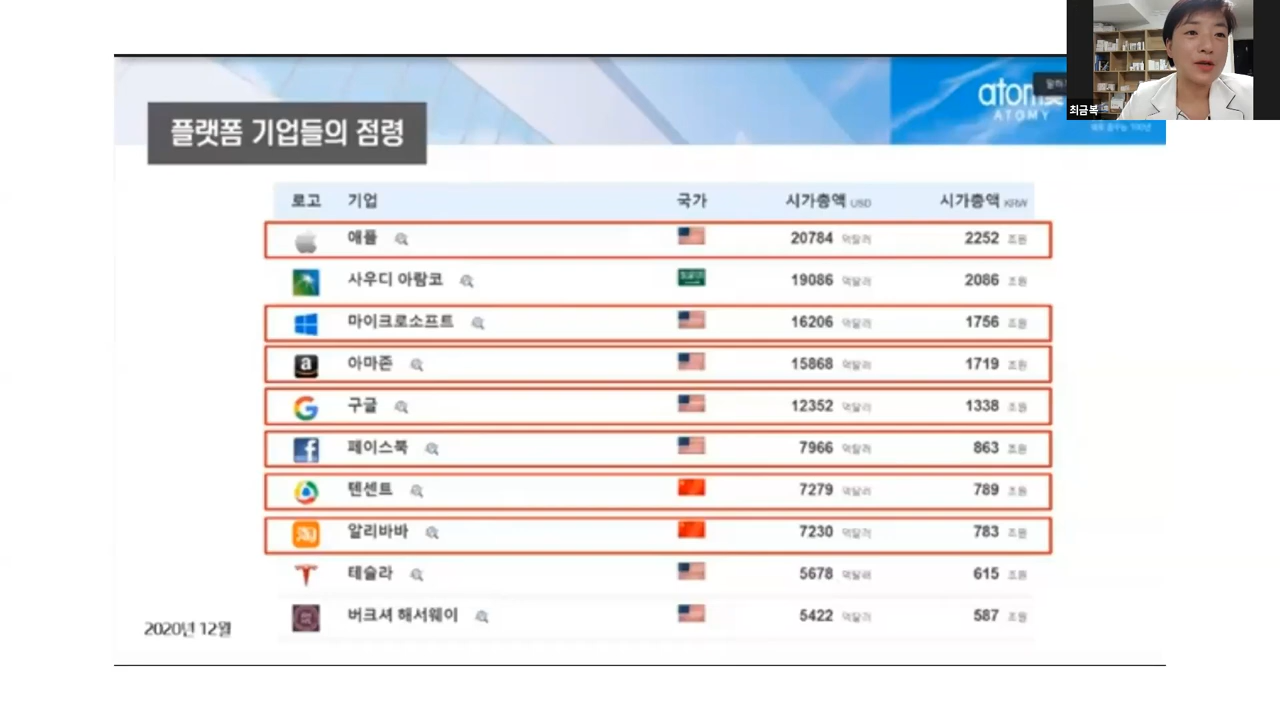 최금복
atomy
ATOMY
플랫폼 기업들의 점령
로고 기업 국가 시가총액 USD 시가총액 KRW
애플 20784 억달러 2252 조원
사우디 아람코 19086 억달러 2086 조원
마이크로소프트 16206 억달러 1756 조원
아마존 15868 억달러 1719 조원
구글 12352 억달러 1338 조원
페이스북 7966 억달러 863 조원
텐센트 7279 억달러 789 조원
알리바바 7230 억달러 783 조원
테슬라 5678 억달러 615 조원
버크셔 해서웨이 5422 억달러 587 조원
2020년 12월